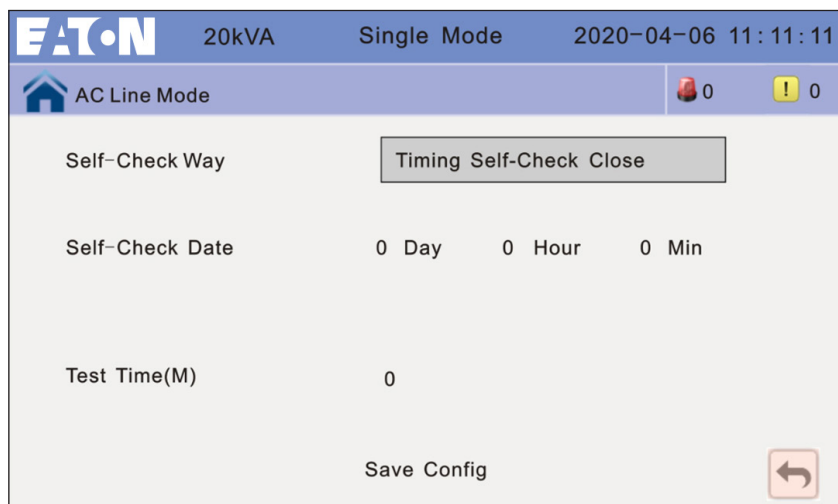 EATON 20kVA Single Mode 2020-04-06 11:11:11
AC Line Mode 0 ! 0
Self-Check Way Timing Self-Check Close
Self-Check Date 0 Day 0 Hour 0 Min
Test Time(M) 0
Save Config